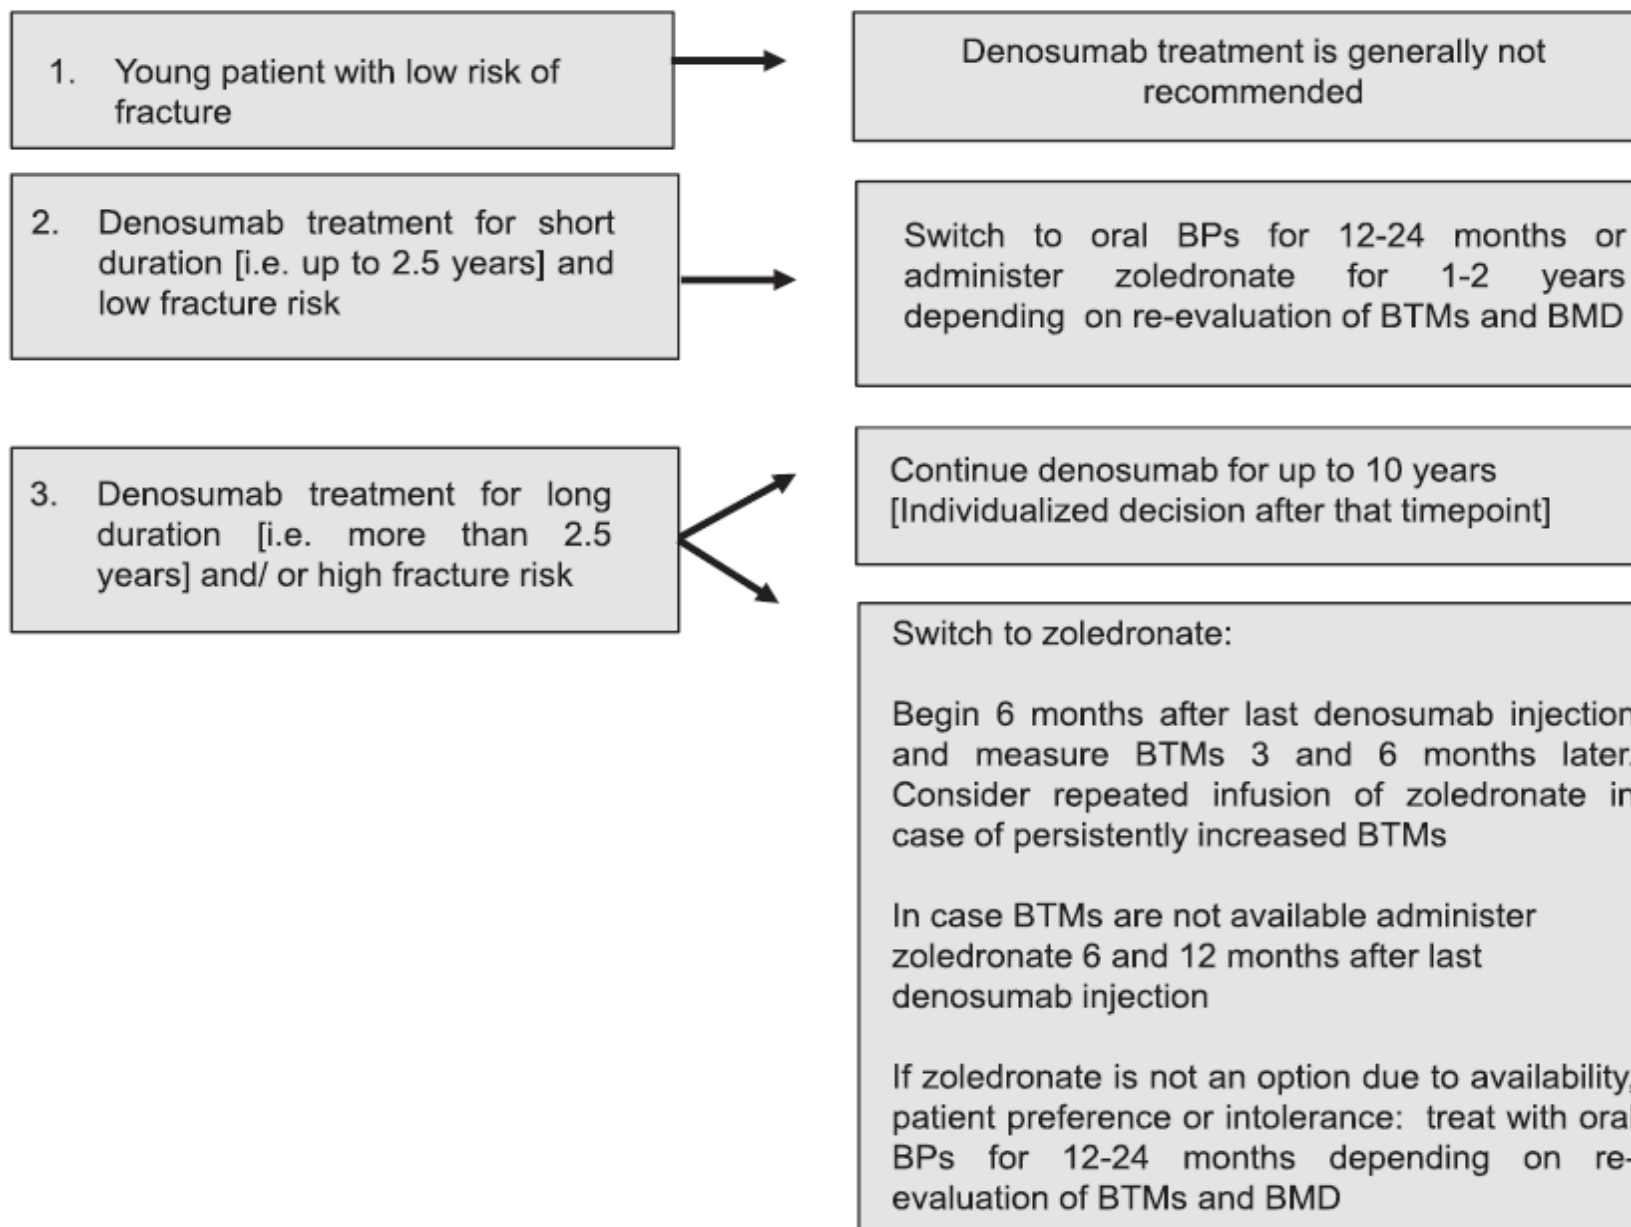 1. Young patient with low risk of
fracture
Denosumab treatment is generally not
recommended
2. Denosumab treatment for short
duration [i.e. up to 2.5 years] and
low fracture risk
Switch to oral BPs for 12-24 months or
administer zoledronate for 1-2 years
depending on re-evaluation of BTMs and BMD
3. Denosumab treatment for long
duration [i.e. more than 2.5
years] and/ or high fracture risk
Continue denosumab for up to 10 years
[Individualized decision after that timepoint]
Switch to zoledronate:
Begin 6 months after last denosumab injection
and measure BTMs 3 and 6 months later.
Consider repeated infusion of zoledronate in
case of persistently increased BTMs
In case BTMs are not available administer
zoledronate 6 and 12 months after last
denosumab injection
If zoledronate is not an option due to availability,
patient preference or intolerance: treat with oral
BPs for 12-24 months depending on re-
evaluation of BTMs and BMD